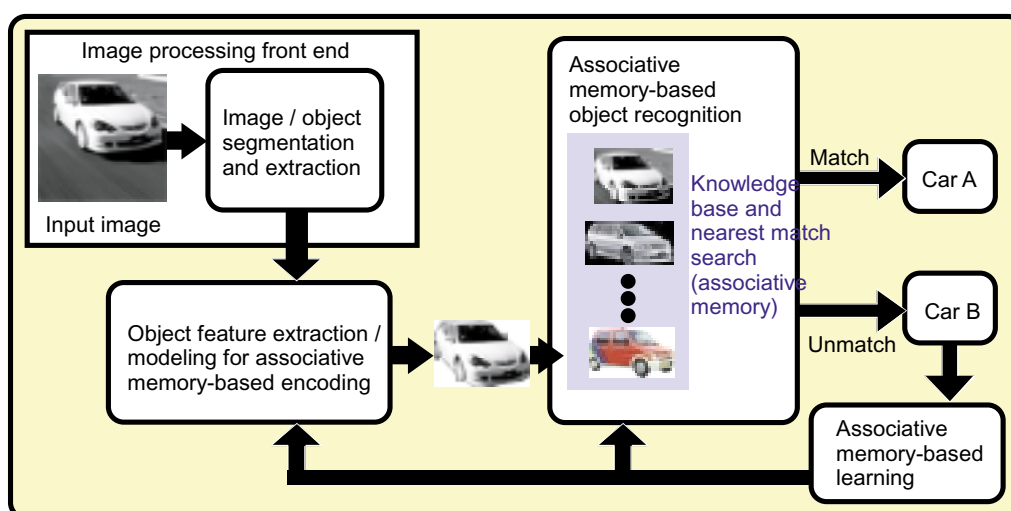 Image processing front end
Image / object
segmentation
and extraction
Input image
Object feature extraction /
modeling for associative
memory-based encoding
Associative
memory-based
object recognition
Knowledge
base and
nearest match
search
(associative
memory)
Match
Car A
Car B
Unmatch
Associative
memory-based
learning